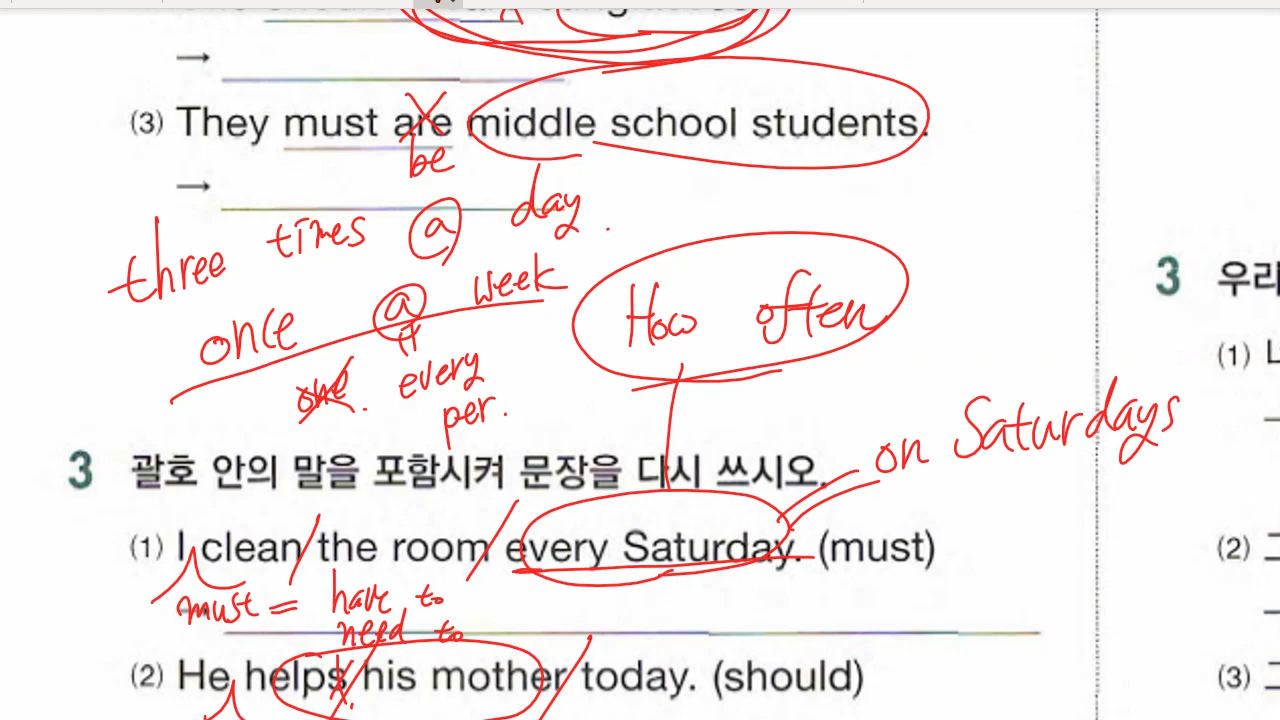 →
(3) They must are middle school students.
be
→
three times a day.
once a week
How often
one. every
per.
on Saturdays
3 괄호 안의 말을 포함시켜 문장을 다시 쓰시오.
(1) I clean the room every Saturday. (must)
must = have to
need to
(2) He helps his mother today. (should)
3 우리
(1)
(2)
(3)